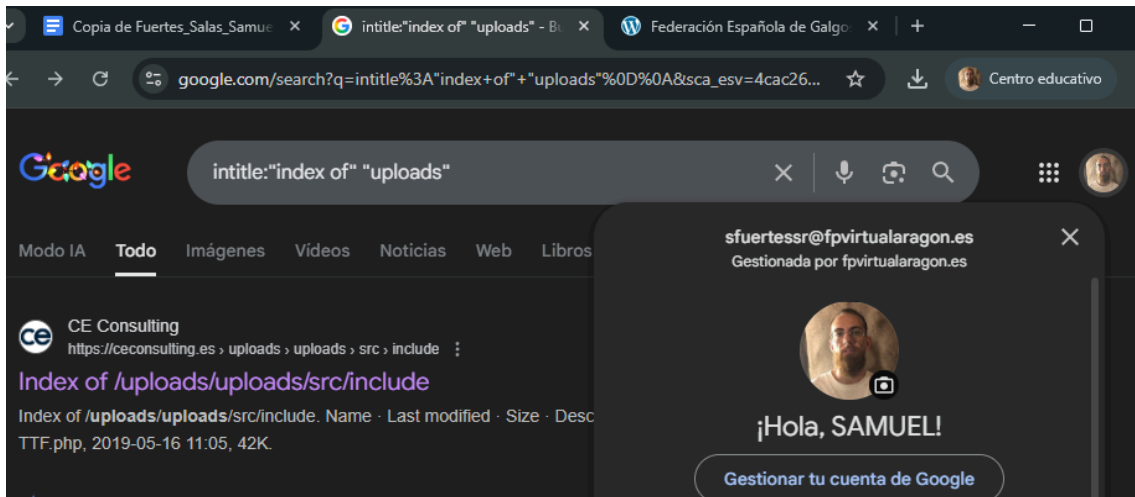 Copia de Fuertes_Salas_Samue
intitle:"index of" "uploads" - Bu
Federación Española de Galgo
google.com/search?q=intitle%3A"index+of"+"uploads"%0D%0A&sca_esv=4cac26...
Centro educativo
Google
intitle:"index of" "uploads"
Modo IA Todo Imágenes Vídeos Noticias Web Libros
sfuertessr@fpvirtualaragon.es
Gestionada por fpvirtualaragon.es
CE Consulting
https://ceconsulting.es › uploads › uploads › src › include
Index of /uploads/uploads/src/include
Index of /uploads/uploads/src/include. Name · Last modified · Size · Desc
TTF.php, 2019-05-16 11:05, 42K.
¡Hola, SAMUEL!
Gestionar tu cuenta de Google